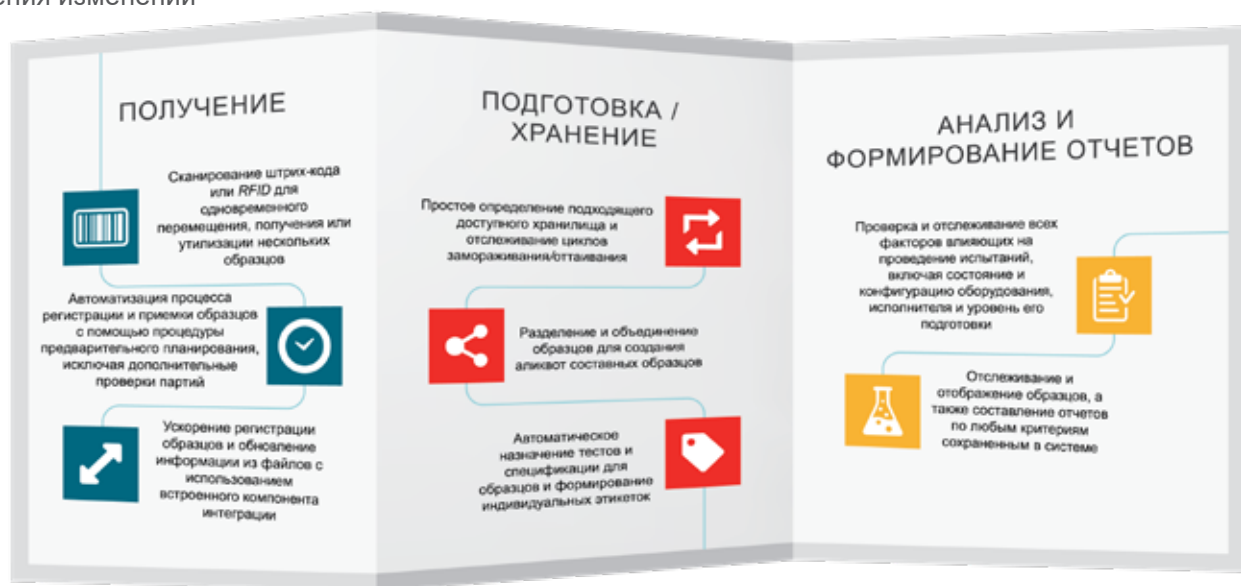 ПОЛУЧЕНИЕ
Сканирование штрих-кода
или RFID для
одновременного
перемещения, получения или
утилизации нескольких
образцов
Автоматизация процесса
регистрации и приемки образцов
с помощью процедуры
предварительного планирования,
исключая дополнительные
проверки партий
Ускорение регистрации
образцов и обновление
информации из файлов с
использованием
встроенного компонента
интеграции
ПОДГОТОВКА /
ХРАНЕНИЕ
Простое определение подходящего
доступного хранилища и
отслеживание циклов
замораживания/оттаивания
Разделение и объединение
образцов для создания
аликвот составных образцов
Автоматическое
назначение тестов и
спецификации для
образцов и формирование
индивидуальных этикеток
АНАЛИЗ И
ФОРМИРОВАНИЕ ОТЧЕТОВ
Проверка и отслеживание всех
факторов влияющих на
проведение испытаний,
включая состояние и
конфигурацию оборудования,
исполнителя и уровень его
подготовки
Отслеживание и
отображение образцов, а
также составление отчетов
по любым критериям
сохраненным в системе